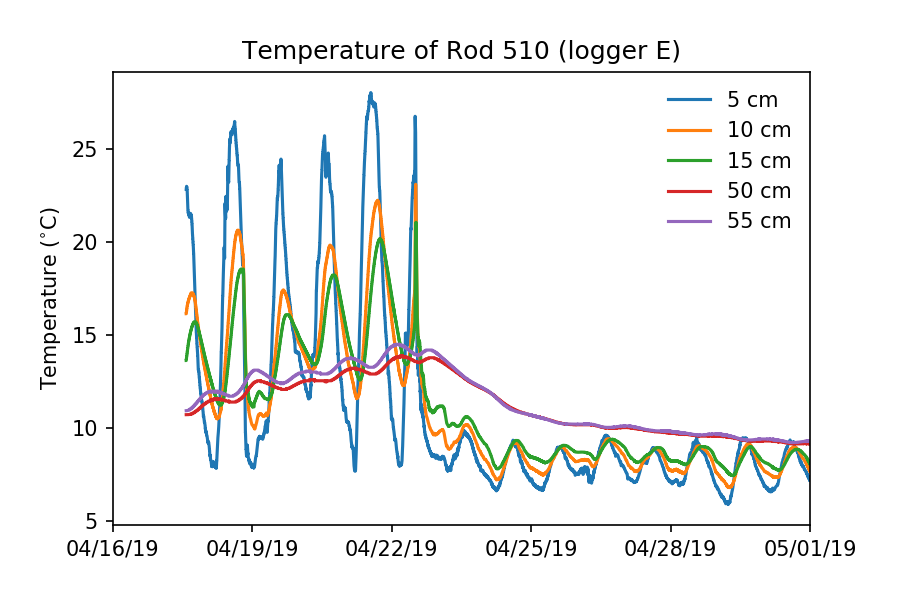 Temperature of Rod 510 (logger E)
5 cm
10 cm
15 cm
50 cm
55 cm
Temperature (°C)
25
20
15
10
5
04/16/19 04/19/19 04/22/19 04/25/19 04/28/19 05/01/19